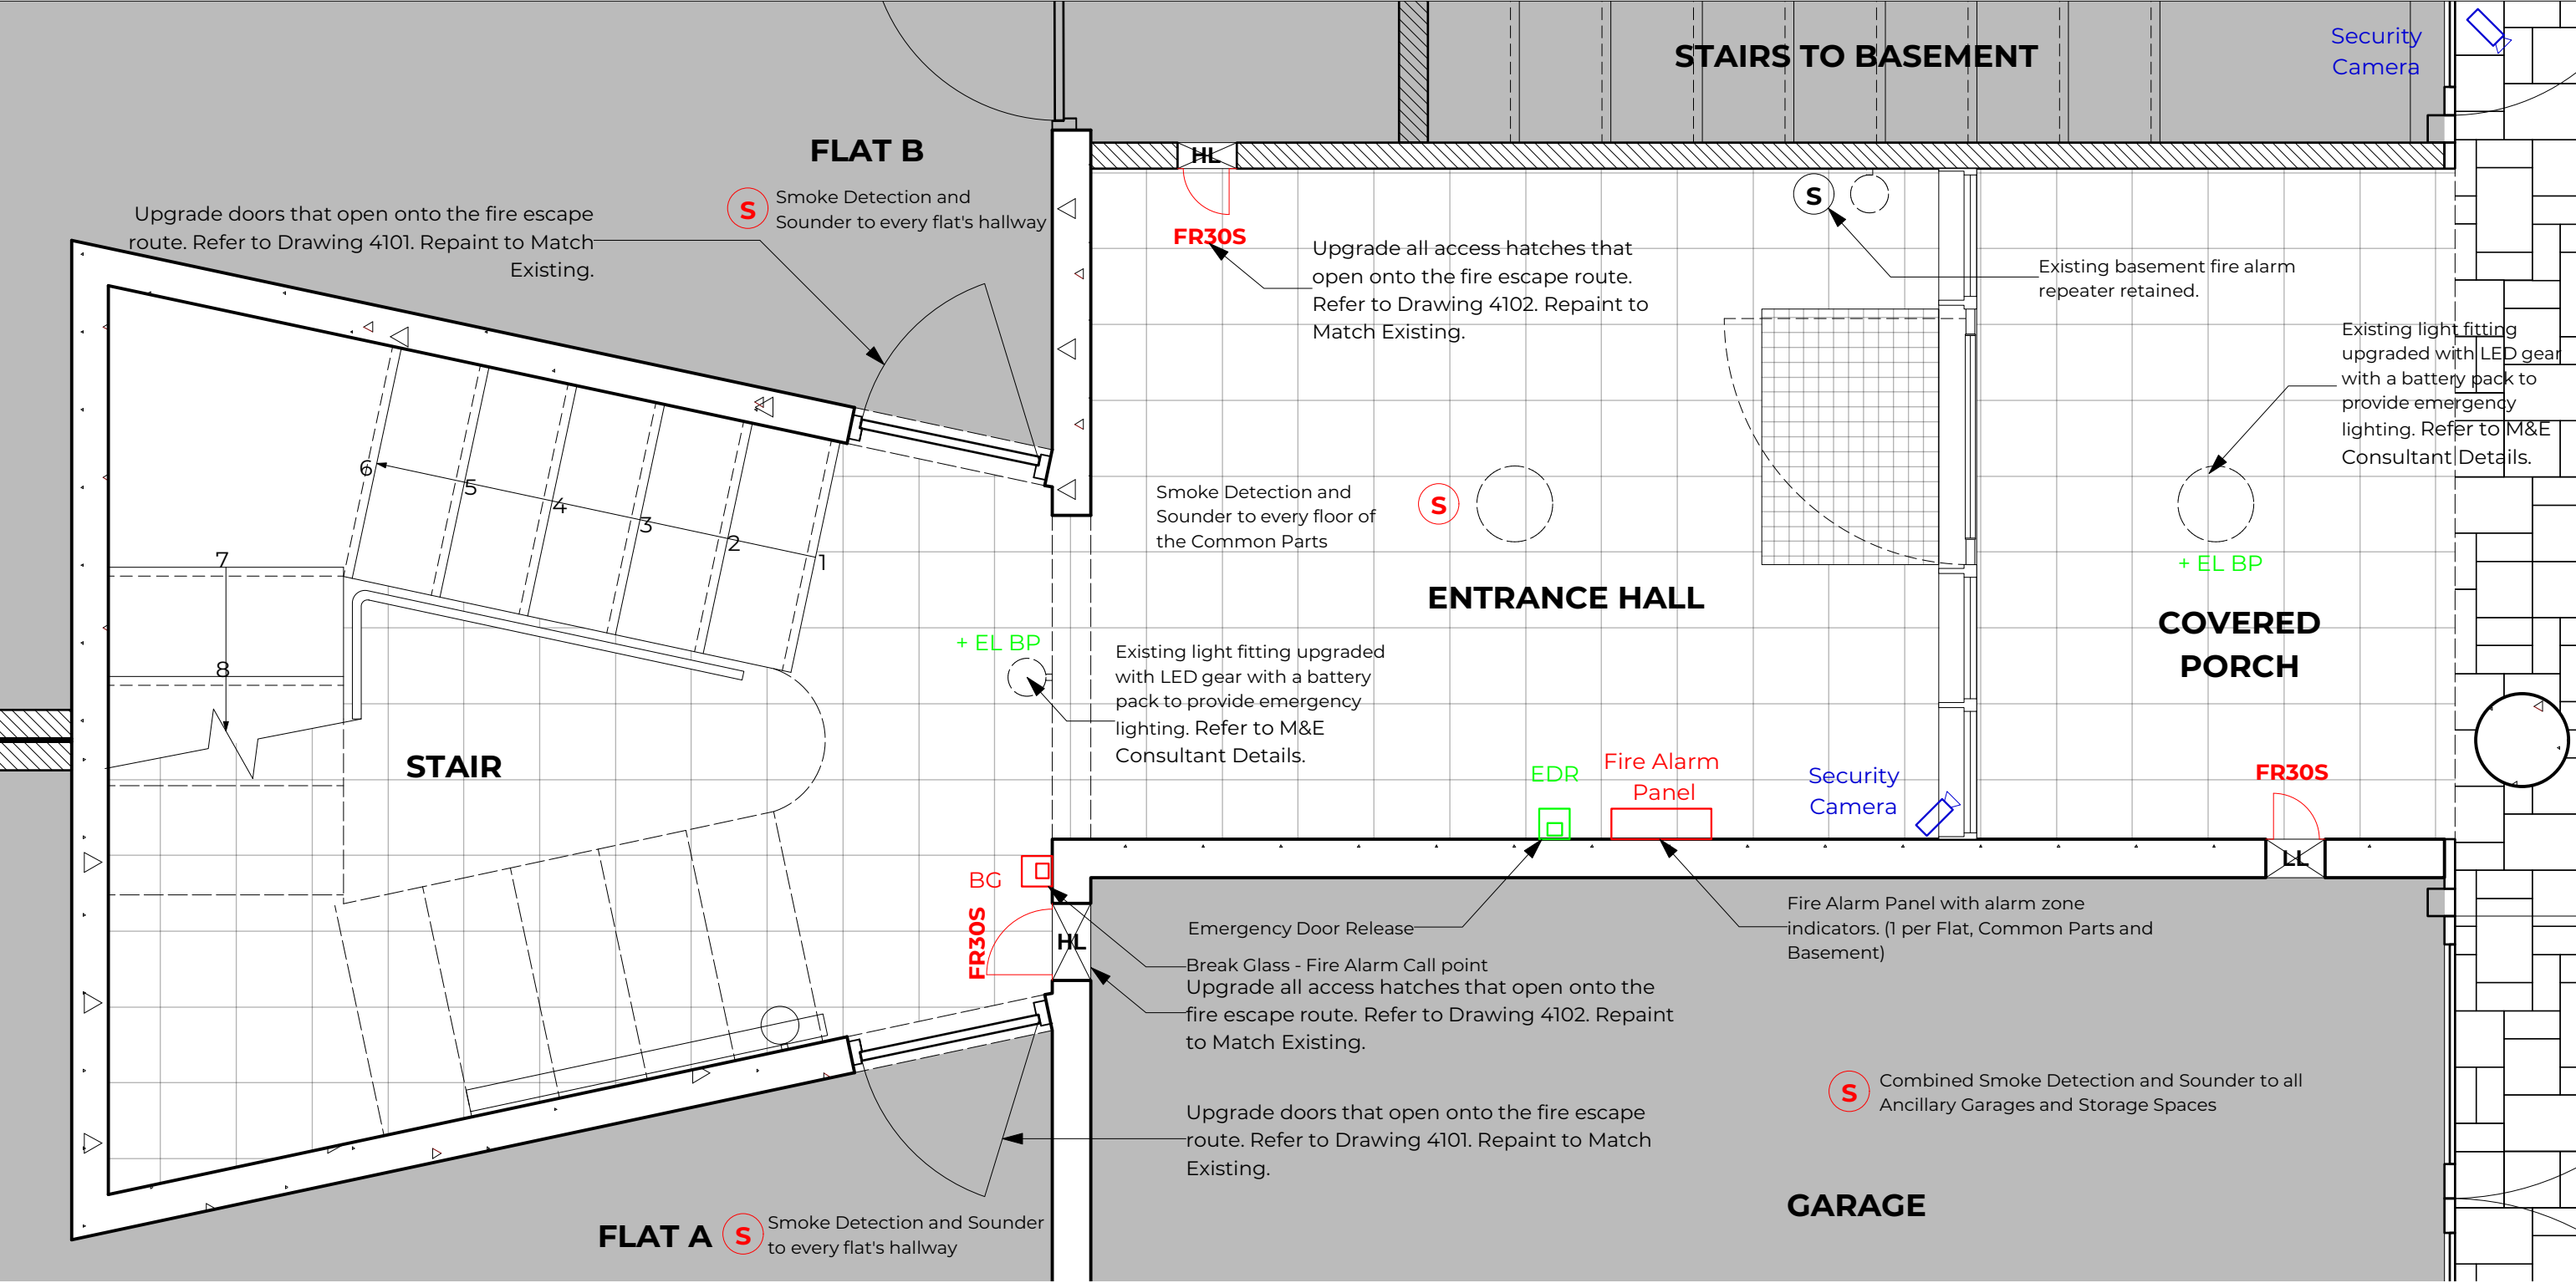 STAIRS TO BASEMENT
Security
Camera
FLAT B
HL
S
Smoke Detection and
Sounder to every flat's hallway
Upgrade doors that open onto the fire escape
route. Refer to Drawing 4101. Repaint to Match
Existing.
FR30S
Upgrade all access hatches that
open onto the fire escape route.
Refer to Drawing 4102. Repaint to
Match Existing.
S
Existing basement fire alarm
repeater retained.
Existing light fitting
upgraded with LED gear
with a battery pack to
provide emergency
lighting. Refer to M&E
Consultant Details.
6
5
4
3
2
1
7
8
Smoke Detection and
Sounder to every floor of
the Common Parts
S
+ EL BP
ENTRANCE HALL
COVERED
PORCH
+ EL BP
Existing light fitting upgraded
with LED gear with a battery
pack to provide emergency
lighting. Refer to M&E
Consultant Details.
STAIR
EDR
Fire Alarm
Panel
Security
Camera
FR30S
LL
BG
FR30S
HL
Emergency Door Release
Fire Alarm Panel with alarm zone
indicators. (1 per Flat, Common Parts and
Basement)
Break Glass - Fire Alarm Call point
Upgrade all access hatches that open onto the
fire escape route. Refer to Drawing 4102. Repaint
to Match Existing.
S
Combined Smoke Detection and Sounder to all
Ancillary Garages and Storage Spaces
Upgrade doors that open onto the fire escape
route. Refer to Drawing 4101. Repaint to Match
Existing.
GARAGE
FLAT A
S
Smoke Detection and Sounder
to every flat's hallway